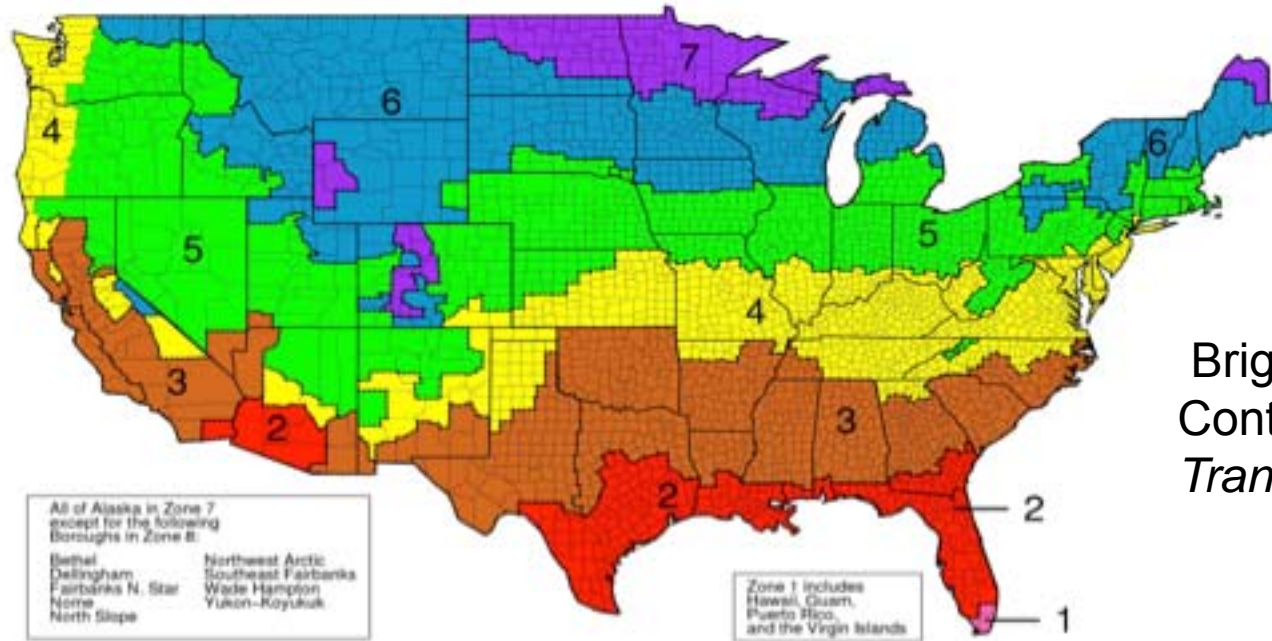 7
6
6
4
5
5
4
3
3
2
2
2
1
Brig
Cont
Tran
All of Alaska in Zone 7
except for the following
Boroughs in Zone 8:
Bethel Northwest Arctic
Dellingham Southeast Fairbanks
Fairbanks N. Star Wade Hampton
Nome Yukon-Koyukuk
North Slope
Zone 1 includes
Hawaii, Guam,
Puerto Rico,
and the Virgin Islands